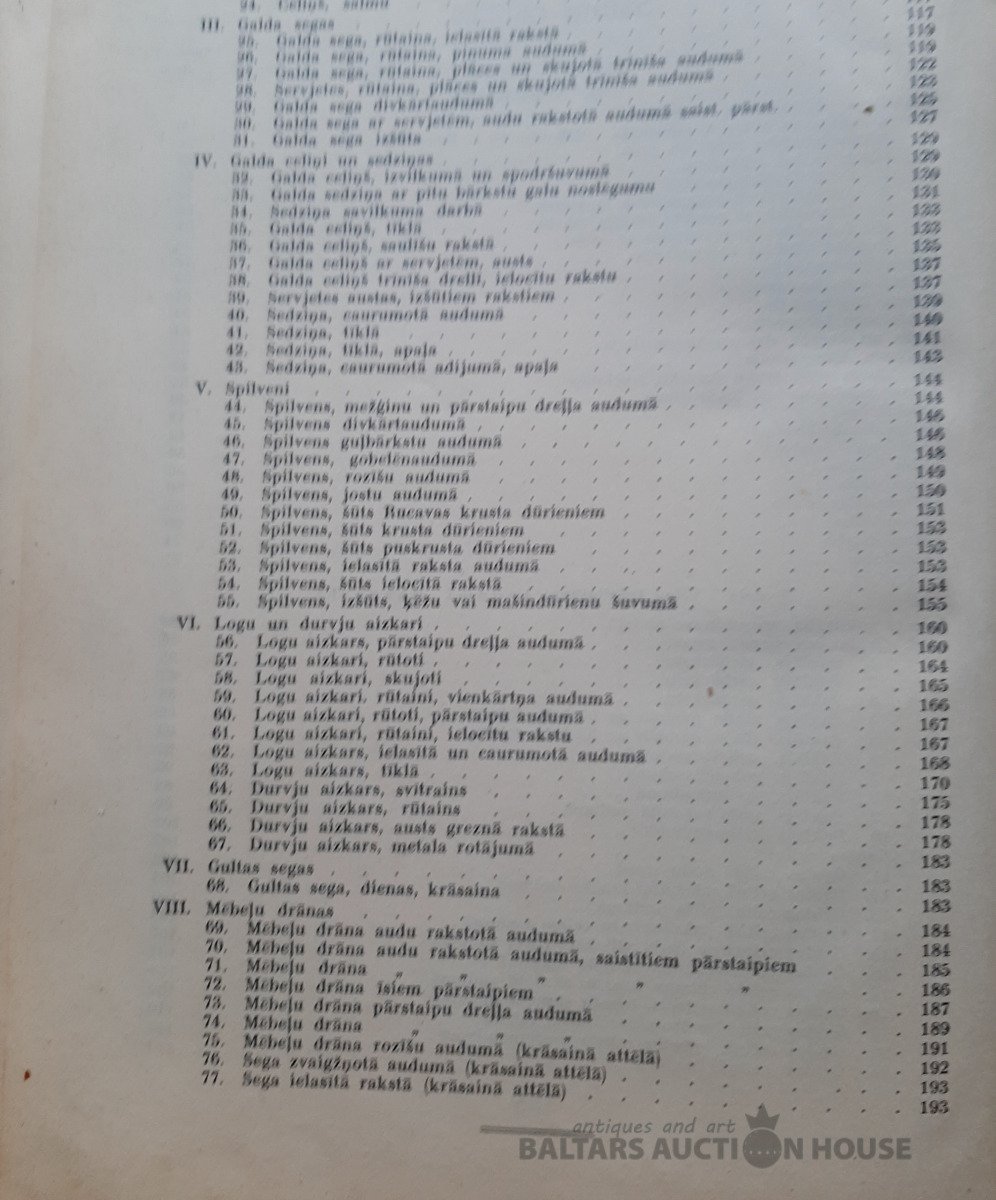 24. Celiņš, salmu
III. Galda segas
25. Galda sega, rūtaina, ielasītā rakstā 117
26. Galda sega, rūtaina, pinuma audumā 119
27. Galda sega, rūtaina, plāces un skujotā trinīša audumā 119
28. Servjetes, rūtaina, plāces un skujotā trinīša audumā 122
29. Galda sega divkārtaudumā 123
30. Galda sega ar servjetēm, audu rakstotā audumā saist. pārst. 125
31. Galda sega izšūta 127
IV. Galda celiņi un sedziņas 129
32. Galda celiņš, izvilkumā un spodršuvumā 129
33. Galda sedziņa ar pītu bārkstu galu noslēgumu 130
34. Sedziņa savilkuma darbā 131
35. Galda celiņš, tīklā 133
36. Galda celiņš, saulīšu rakstā 133
37. Galda celiņš ar servjetēm, austs 135
38. Galda celiņš trinīša drellī, ielocītu rakstu 137
39. Servjetes austas, izšūtiem rakstiem 137
40. Sedziņa, caurumotā audumā 139
41. Sedziņa, tīklā 140
42. Sedziņa, tīklā, apaļa 141
43. Sedziņa, caurumotā adījumā, apaļa 143
V. Spilveni 144
44. Spilvens, mežģinu un pārstaipu dreļļa audumā 144
45. Spilvens divkārtaudumā 146
46. Spilvens guļbārkstu audumā 146
47. Spilvens, gobelēnaudumā 148
48. Spilvens, rozīšu audumā 149
49. Spilvens, jostu audumā 150
50. Spilvens, šūts Rucavas krusta dūrieniem 151
51. Spilvens, šūts krusta dūrieniem 153
52. Spilvens, šūts puskrusta dūrieniem 153
53. Spilvens, ielasītā raksta audumā 153
54. Spilvens, šūts ielocītā rakstā 154
55. Spilvens, izšūts, ķēžu vai mašindūrienu šuvumā 155
VI. Logu un durvju aizkari 160
56. Logu aizkars, pārstaipu dreļļa audumā 160
57. Logu aizkari, rūtoti 164
58. Logu aizkari, skujoti 165
59. Logu aizkari, rūtaini, vienkārtņa audumā 166
60. Logu aizkari, rūtoti, pārstaipu audumā 167
61. Logu aizkari, rūtaini, ielocītu rakstu 167
62. Logu aizkars, ielasītā un caurumotā audumā 168
63. Logu aizkars, tīklā 170
64. Durvju aizkars, svītrains 175
65. Durvju aizkars, rūtains 178
66. Durvju aizkars, austs greznā rakstā 178
67. Durvju aizkars, metala rotājumā 183
VII. Gultas segas 183
68. Gultas sega, dienas, krāsaina 183
VIII. Mēbeļu drānas 184
69. Mēbeļu drāna audu rakstotā audumā 184
70. Mēbeļu drāna audu rakstotā audumā, saistītiem pārstaipiem 185
71. Mēbeļu drāna „ „ „ „ „ 186
72. Mēbeļu drāna īsiem pārstaipiem 187
73. Mēbeļu drāna pārstaipu dreļļa audumā 189
74. Mēbeļu drāna „ „ „ 191
75. Mēbeļu drāna rozīšu audumā (krāsainā attēlā) 192
76. Sega zvaigžņotā audumā (krāsainā attēlā) 193
77. Sega ielasītā rakstā (krāsainā attēlā) 193
antiques and art
BALTARS AUCTION HOUSE